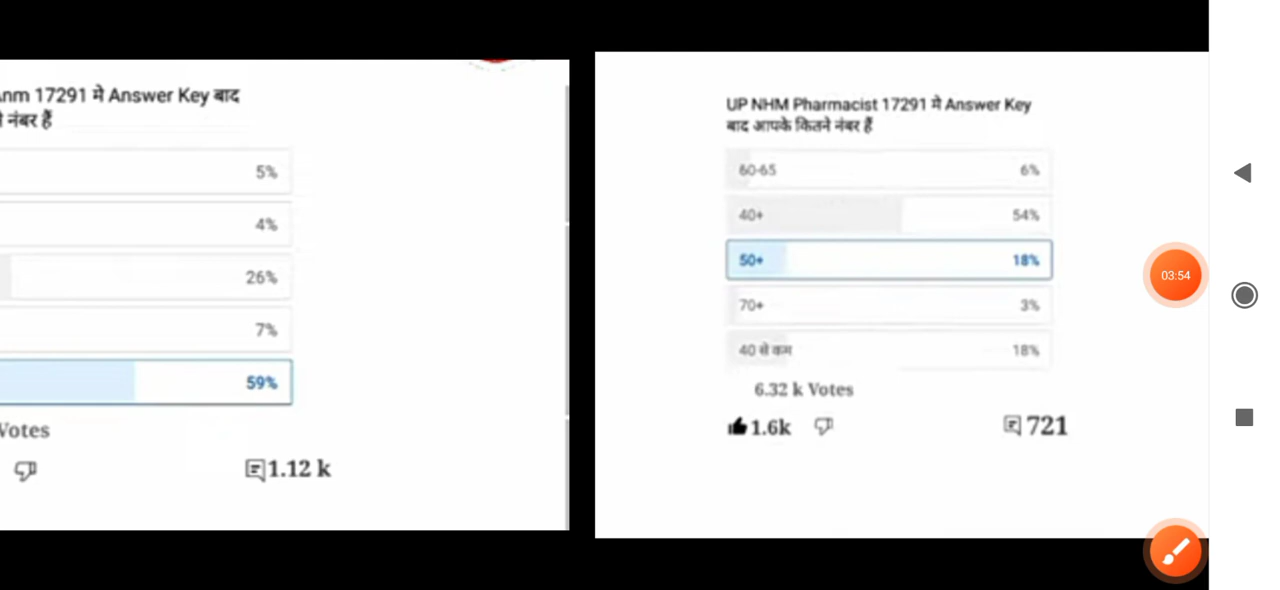 nm 17291 मे Answer Key बाद
नंबर हैं
5%
4%
26%
7%
59%
Votes
1.12 k
UP NHM Pharmacist 17291 मे Answer Key
बाद आपके कितने नंबर हैं
60-65 6%
40+ 54%
50+ 18%
70+ 3%
40 से कम 18%
6.32 k Votes
1.6k 721
03:54